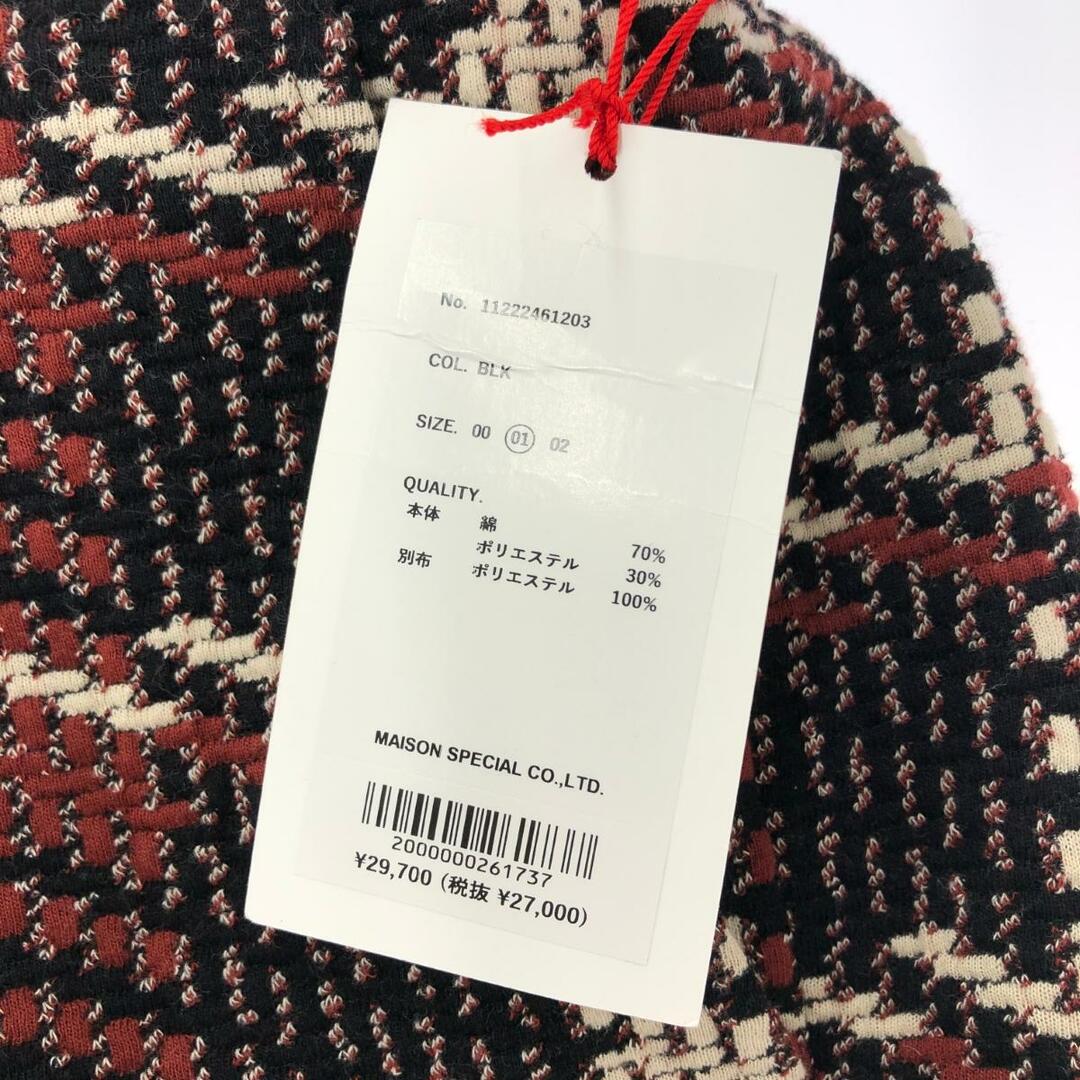 No. 11222461203
COL. BLK
SIZE. 00 01 02
QUALITY.
本体 綿 70%
ポリエステル 30%
別布 ポリエステル 100%
MAISON SPECIAL CO.,LTD.
2000000261737
¥29,700 (税抜 ¥27,000)